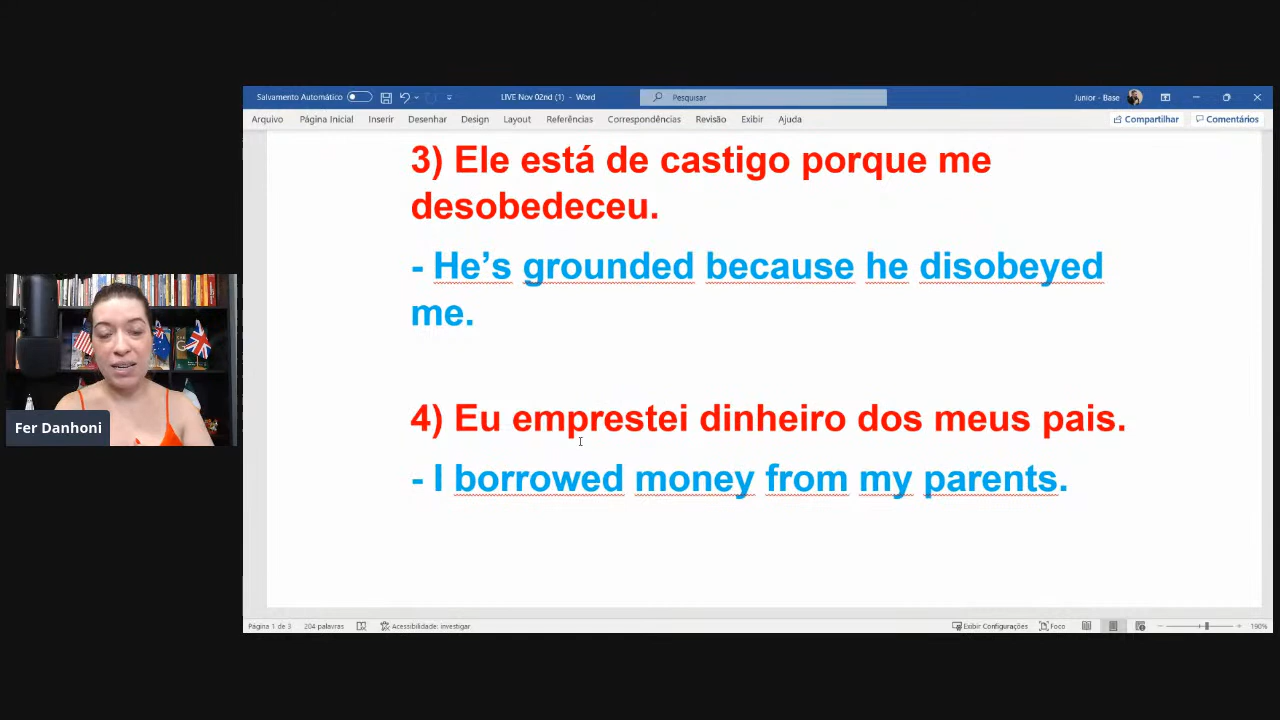 Salvamento Automático
LIVE Nov 02nd (1) - Word
Pesquisar
Junior - Base
Arquivo Página Inicial Inserir Desenhar Design Layout Referências Correspondências Revisão Exibir Ajuda Compartilhar Comentários
3) Ele está de castigo porque me
desobedeceu.
- He’s grounded because he disobeyed
me.
4) Eu emprestei dinheiro dos meus pais.
- I borrowed money from my parents.
Fer Danhoni
Página 1 de 3 204 palavras Acessibilidade: investigar Exibir Configurações Foco 190%